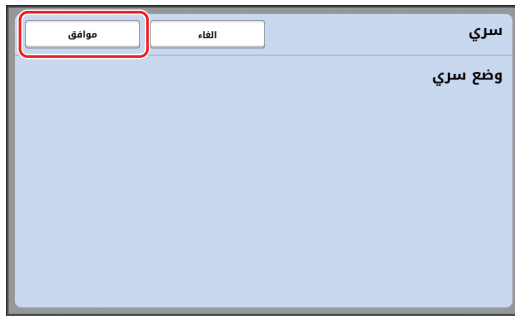 سري
الغاء
موافق
وضع سري